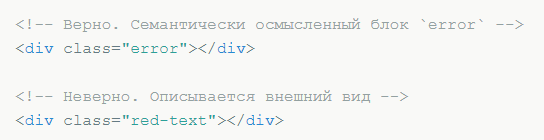 <!-- Верно. Семантически осмысленный блок `error` -->
<div class="error"></div>
<!-- Неверно. Описывается внешний вид -->
<div class="red-text"></div>